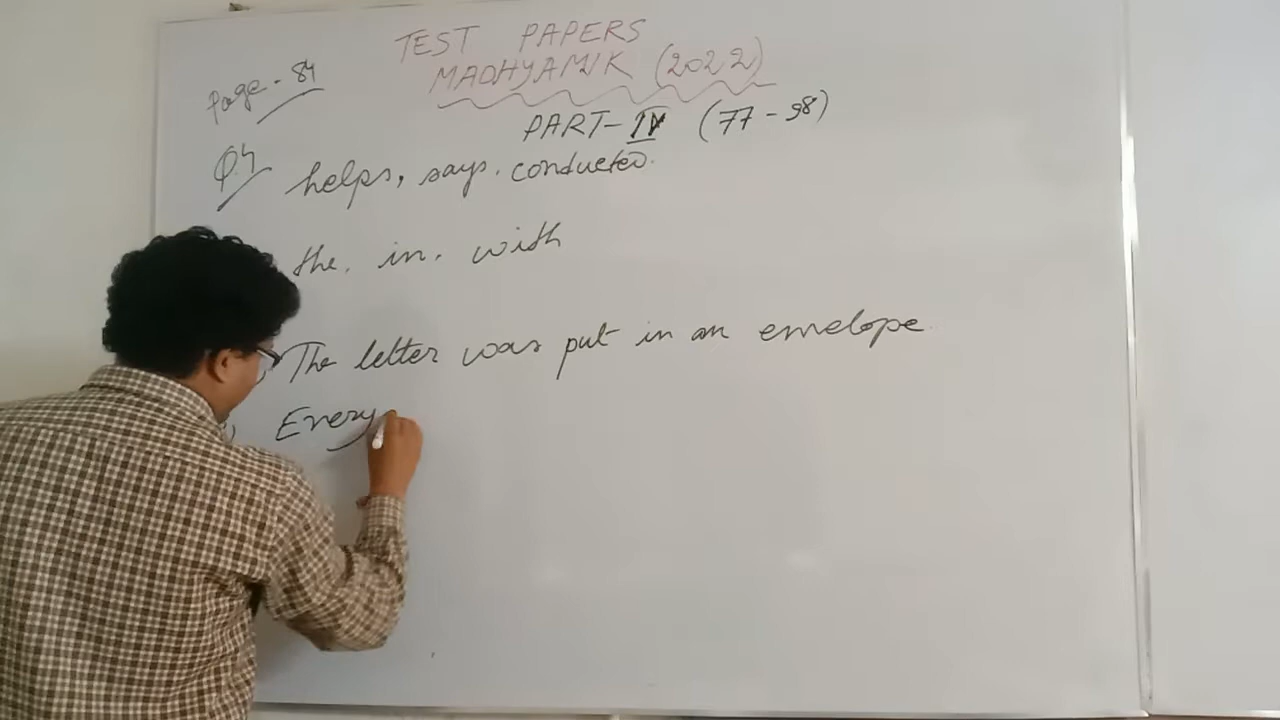 TEST PAPERS
MADHYAMIK (2022)
Page - 84
PART-IV (77-98)
Q4 helps, says. conducted.
the. in. with
The letter was put in an envelope
Every